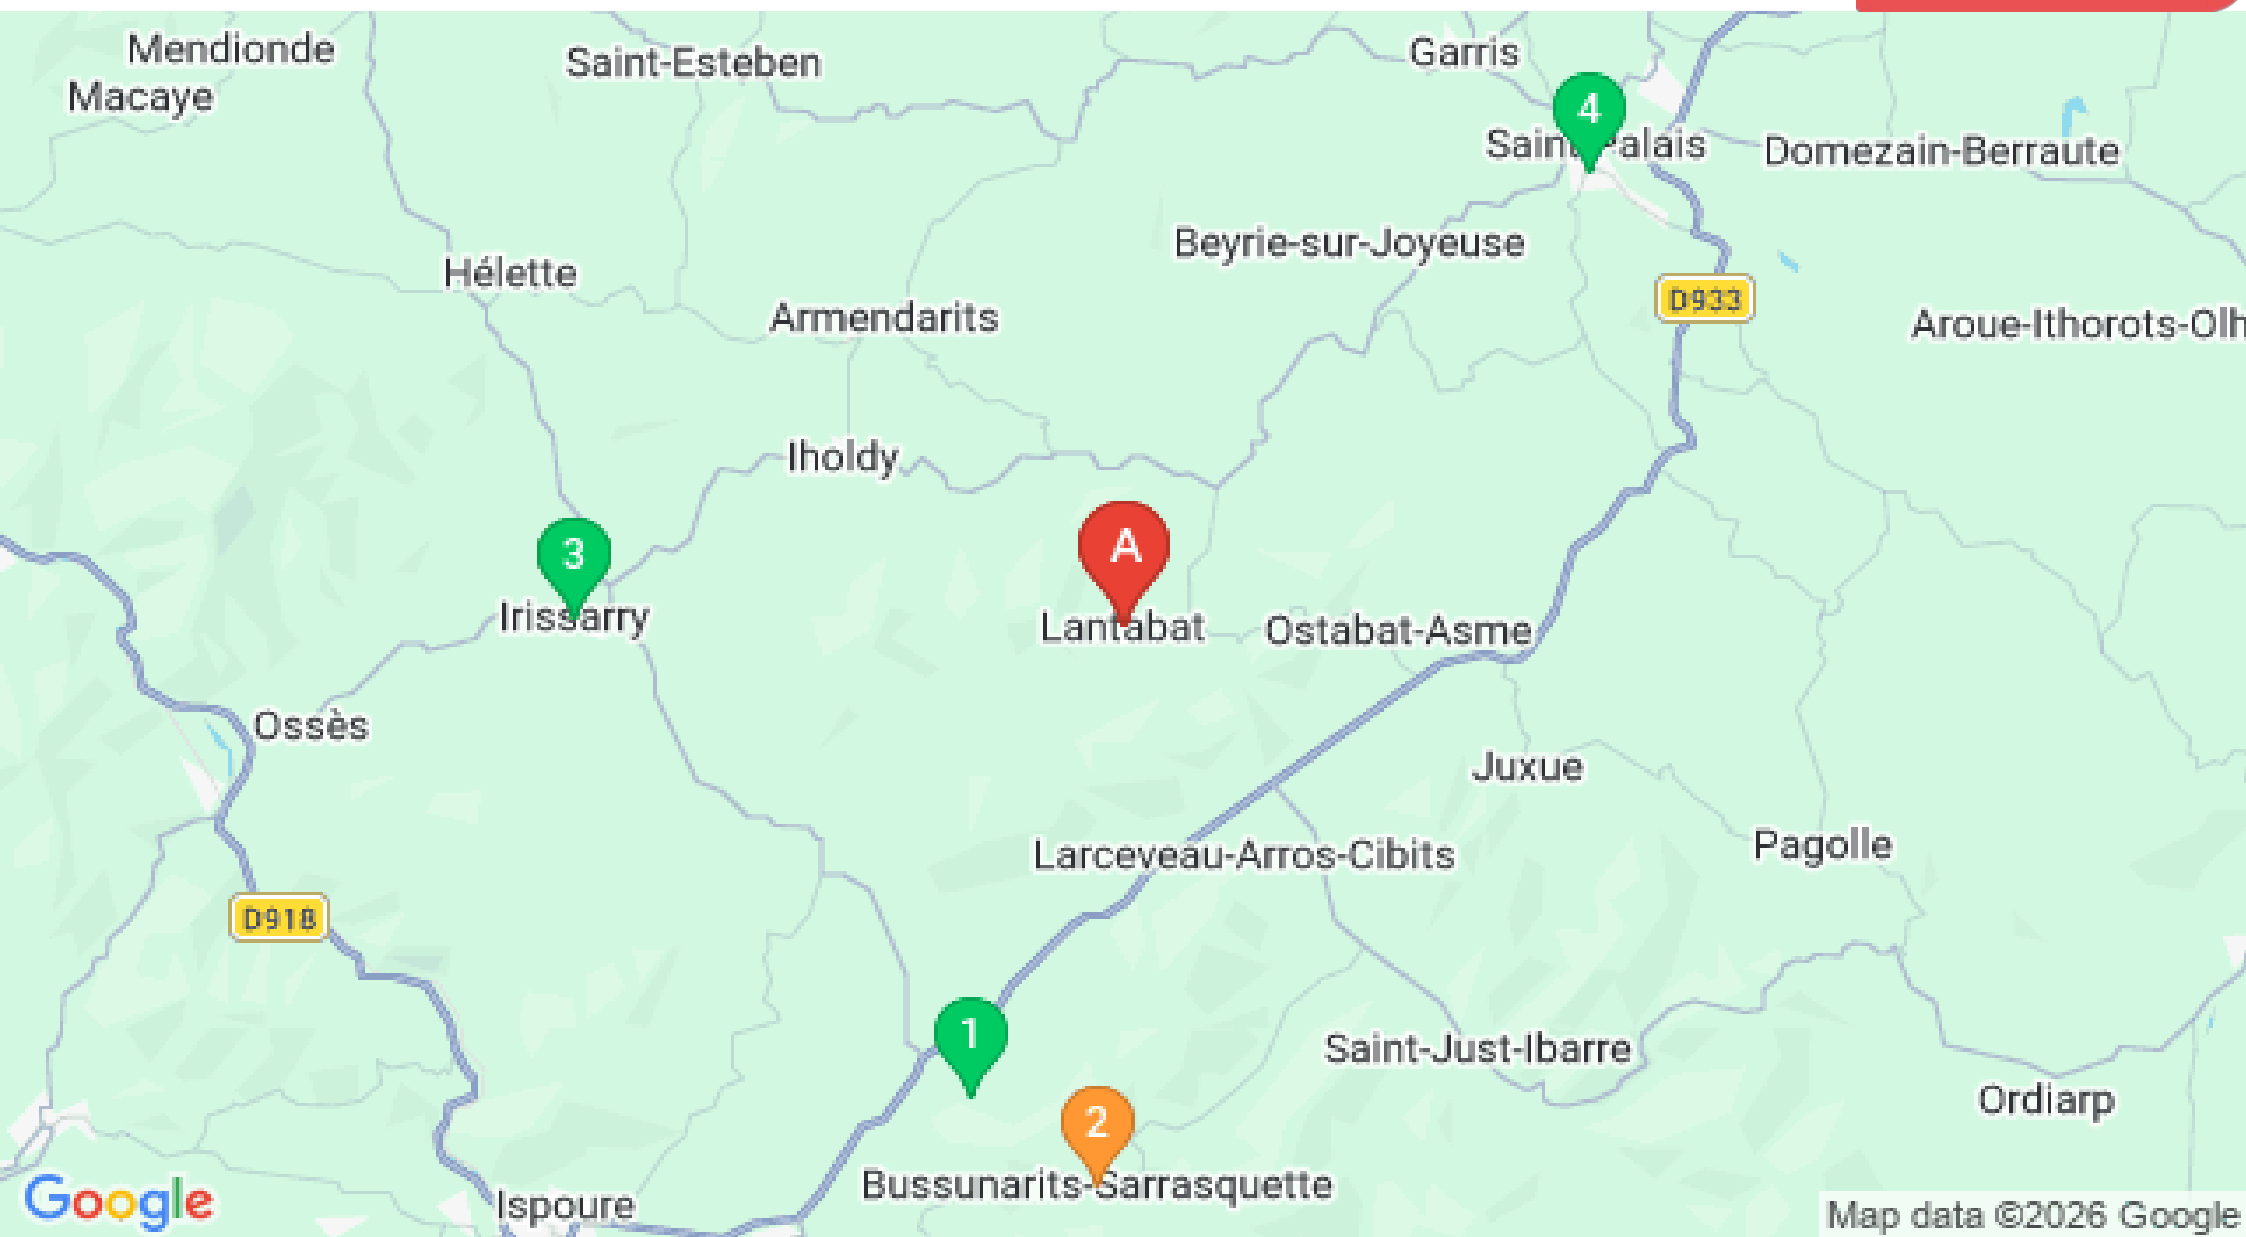 Mendionde
Macaye
Saint-Esteben
Garris
4
Saint-Palais
Domezain-Berraute
Beyrie-sur-Joyeuse
Hélette
D933
Armendarits
Aroue-Ithorots-Olh
Iholdy
A
3
Irissarry
Lantabat
Ostabat-Asme
Ossès
Juxue
Larceveau-Arros-Cibits
Pagolle
D918
1
Saint-Just-Ibarre
2
Ordiarp
Bussunarits-Sarrasquette
Ispoure
Google
Map data ©2026 Google